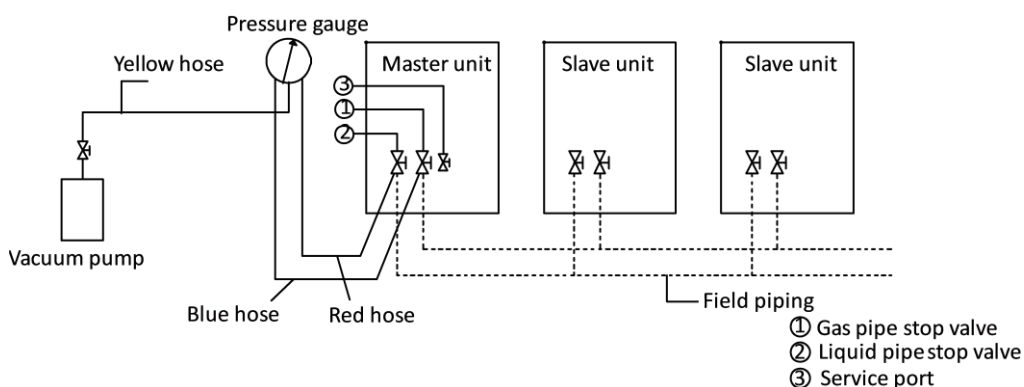 Pressure gauge
Yellow hose
Master unit
Slave unit
Slave unit
③
①
②
Vacuum pump
Blue hose
Red hose
Field piping
① Gas pipe stop valve
② Liquid pipe stop valve
③ Service port